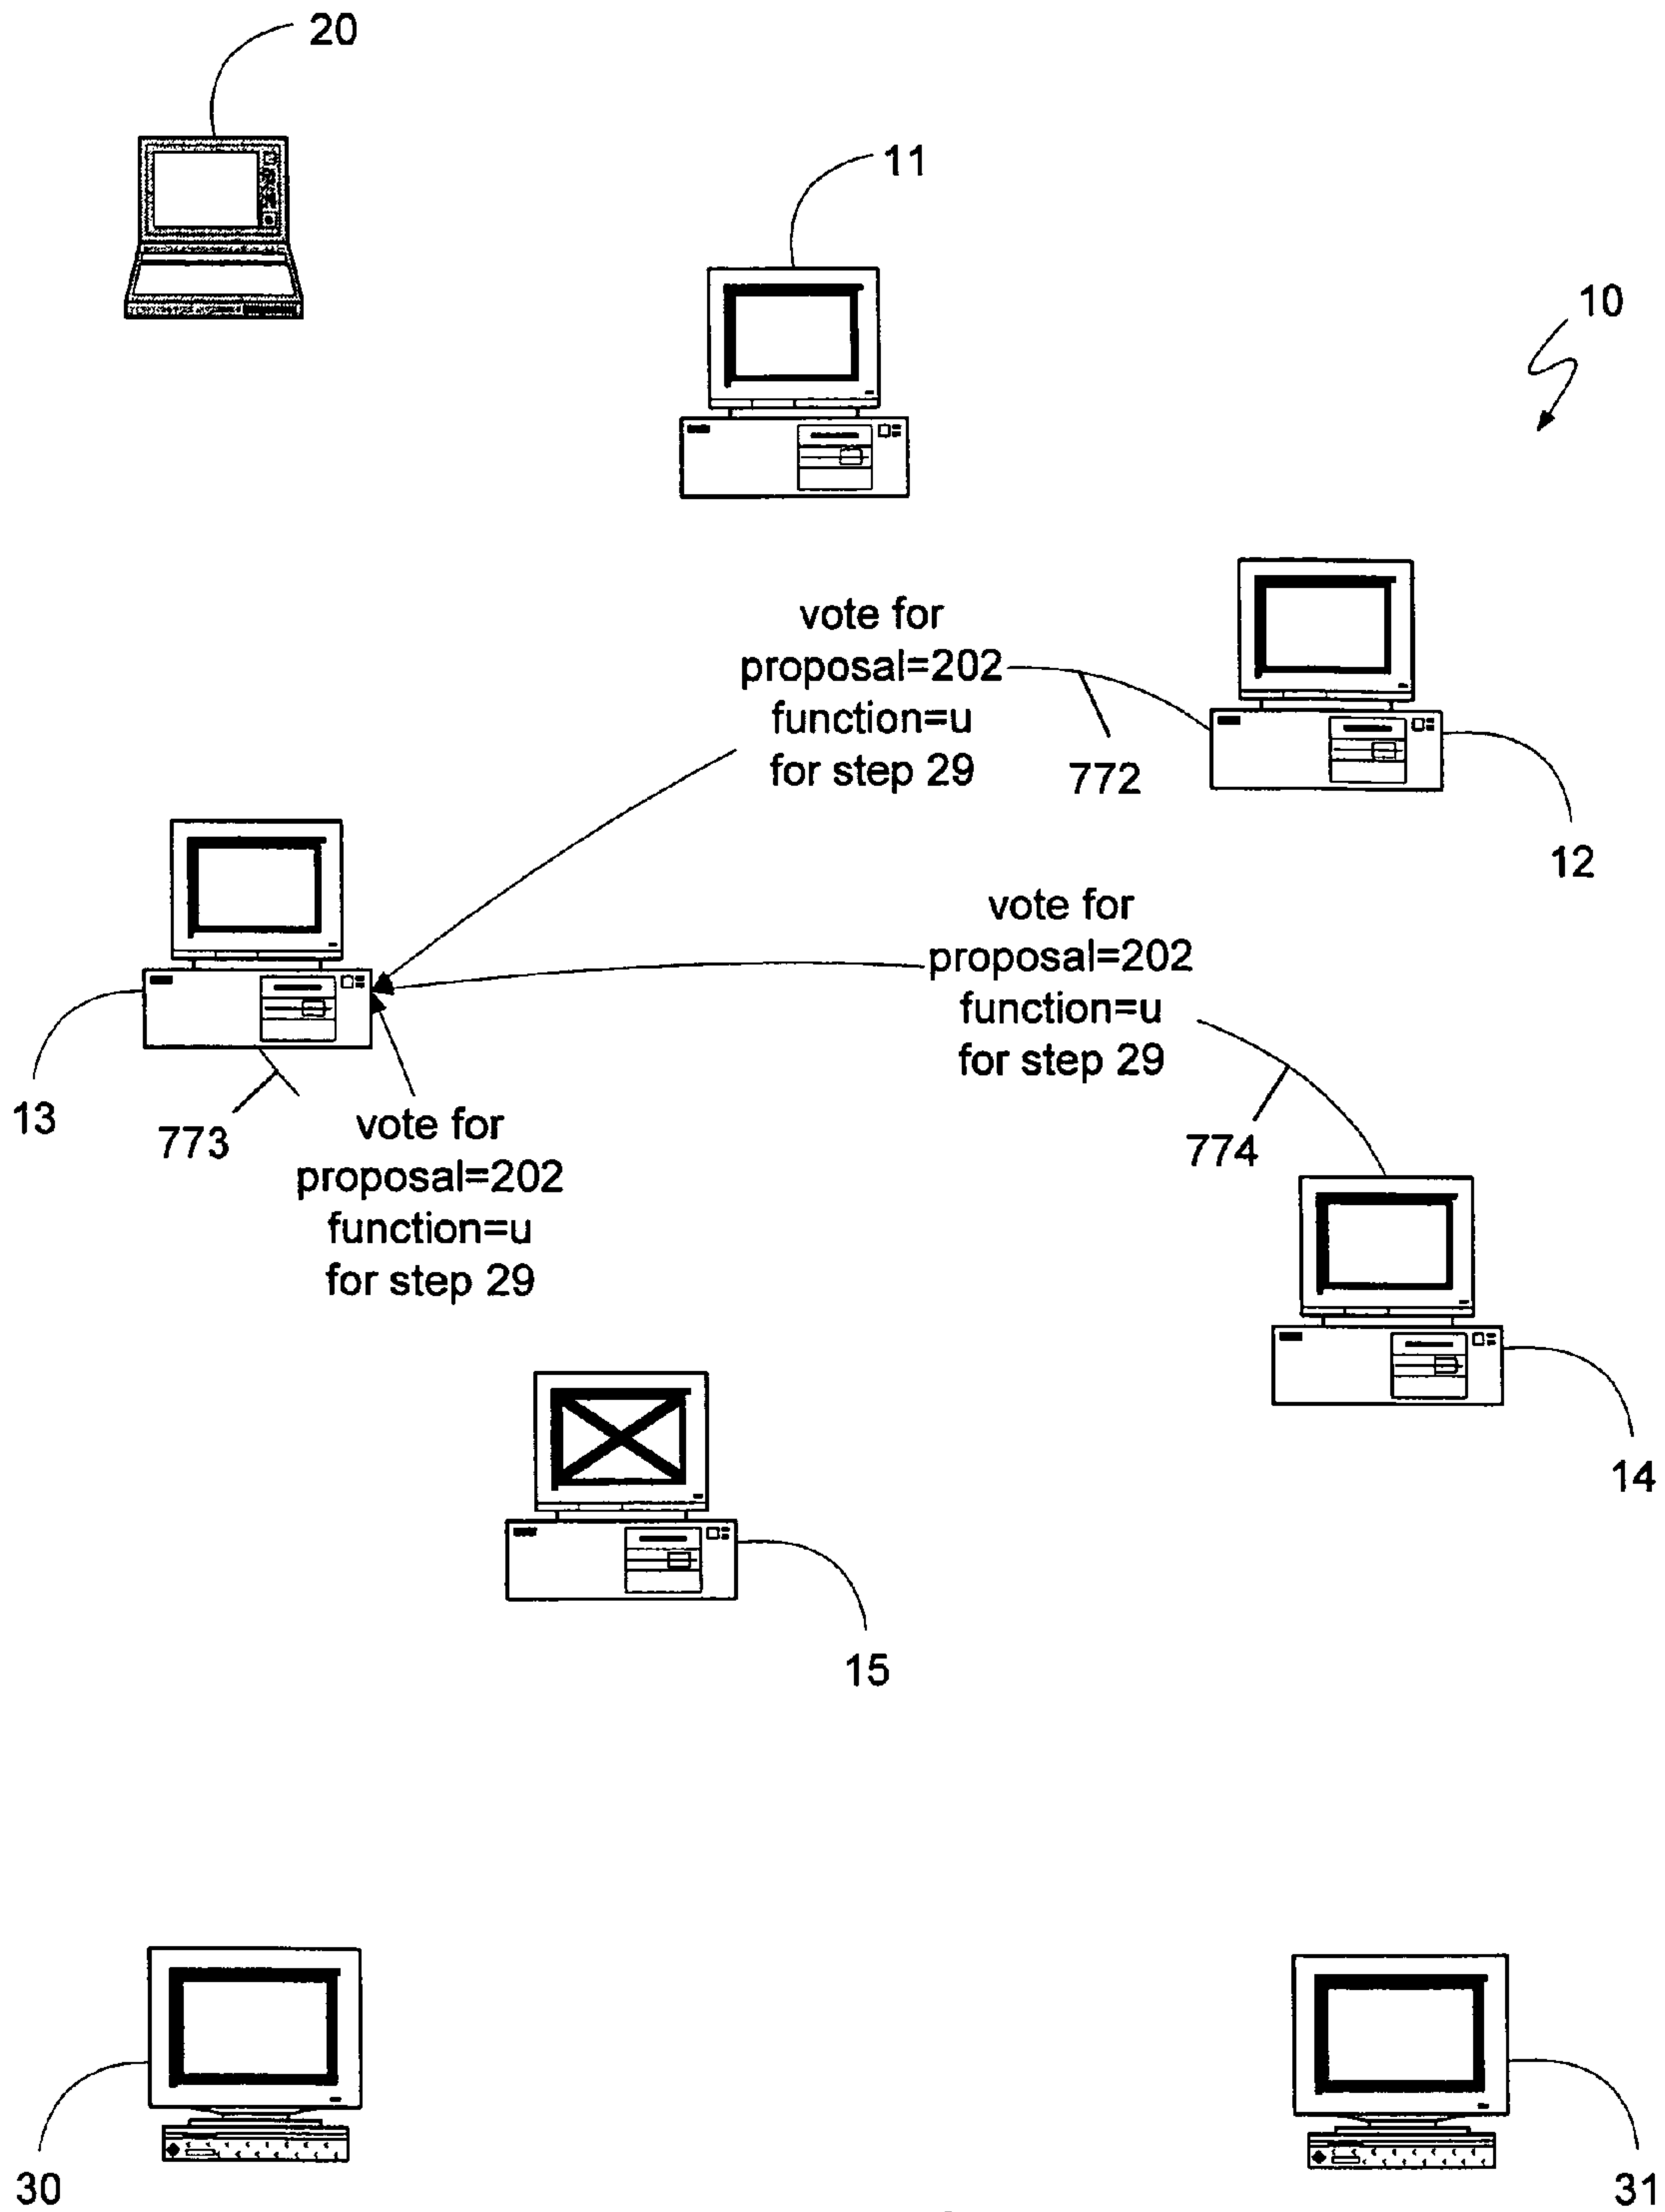 20
11
10
vote for
proposal=202
function=u
for step 29
772
12
vote for
proposal=202
function=u
for step 29
13
773
vote for
proposal=202
function=u
for step 29
774
14
15
30
31